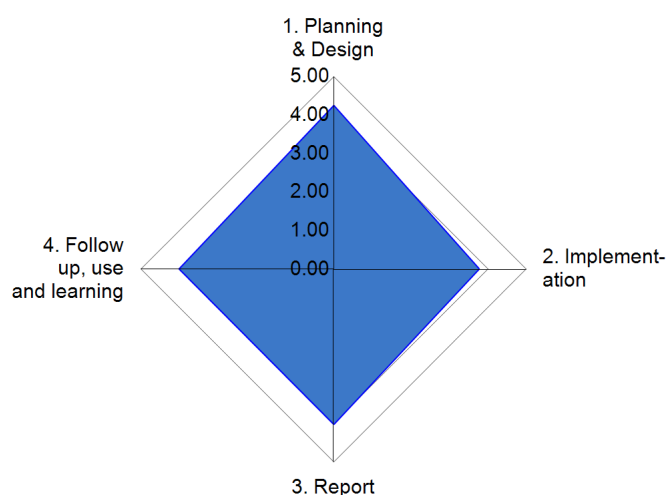 1. Planning
& Design
5.00
4.00
3.00
2.00
1.00
0.00
4. Follow
up, use
and learning
2. Implement-
ation
3. Report